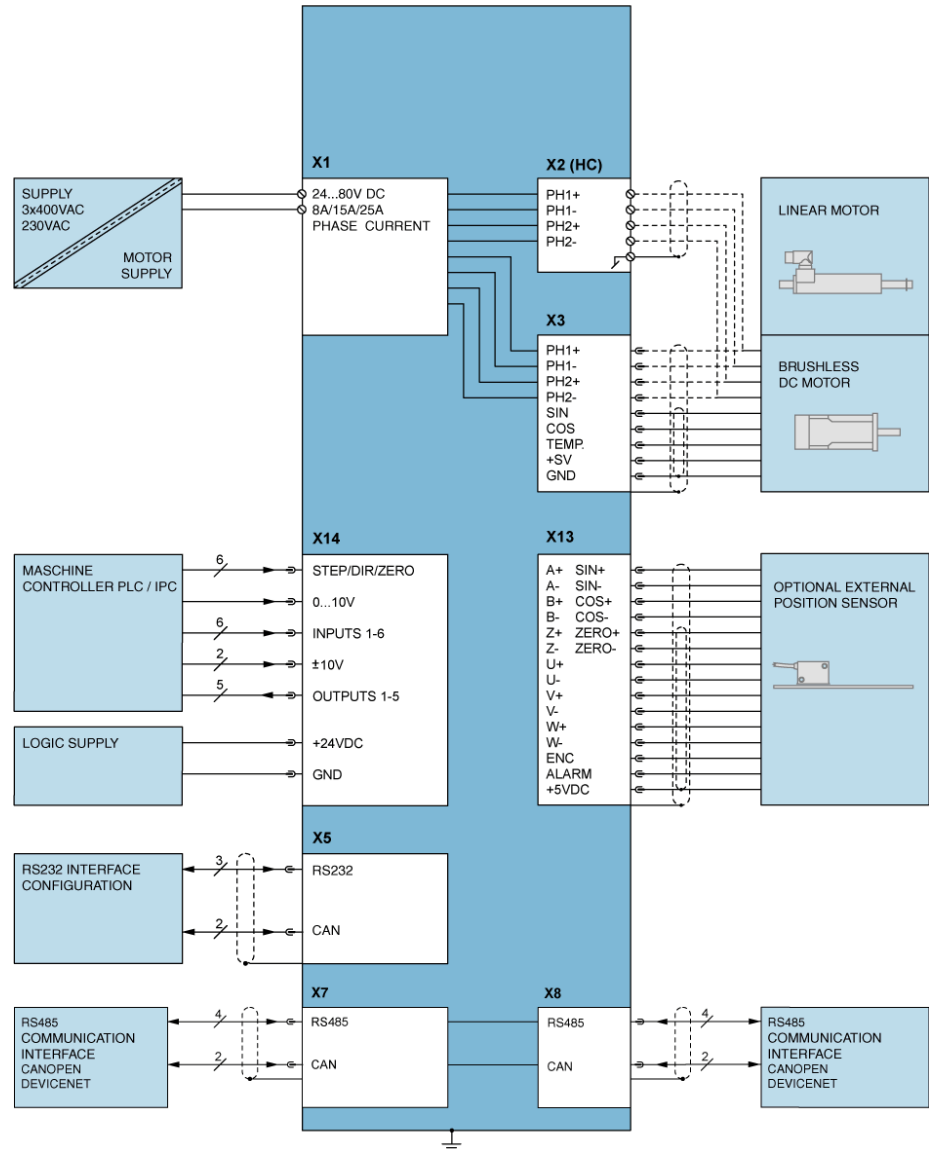 X1
X2 (HC)
SUPPLY
3x400VAC
230VAC
MOTOR
SUPPLY
24...80V DC
8A/15A/25A
PHASE CURRENT
PH1+
PH1-
PH2+
PH2-
LINEAR MOTOR
X3
PH1+
PH1-
PH2+
PH2-
SIN
COS
TEMP.
+SV
GND
BRUSHLESS
DC MOTOR
X14
MASCHINE
CONTROLLER PLC / IPC
6
6
2
5
STEP/DIR/ZERO
0...10V
INPUTS 1-6
±10V
OUTPUTS 1-5
LOGIC SUPPLY
+24VDC
GND
X13
A+ SIN+
A- SIN-
B+ COS+
B- COS-
Z+ ZERO+
Z- ZERO-
U+
U-
V+
V-
W+
W-
ENC
ALARM
+5VDC
OPTIONAL EXTERNAL
POSITION SENSOR
X5
RS232 INTERFACE
CONFIGURATION
3
2
RS232
CAN
X7
RS485
COMMUNICATION
INTERFACE
CANOPEN
DEVICENET
4
2
RS485
CAN
X8
RS485
CAN
4
2
RS485
COMMUNICATION
INTERFACE
CANOPEN
DEVICENET